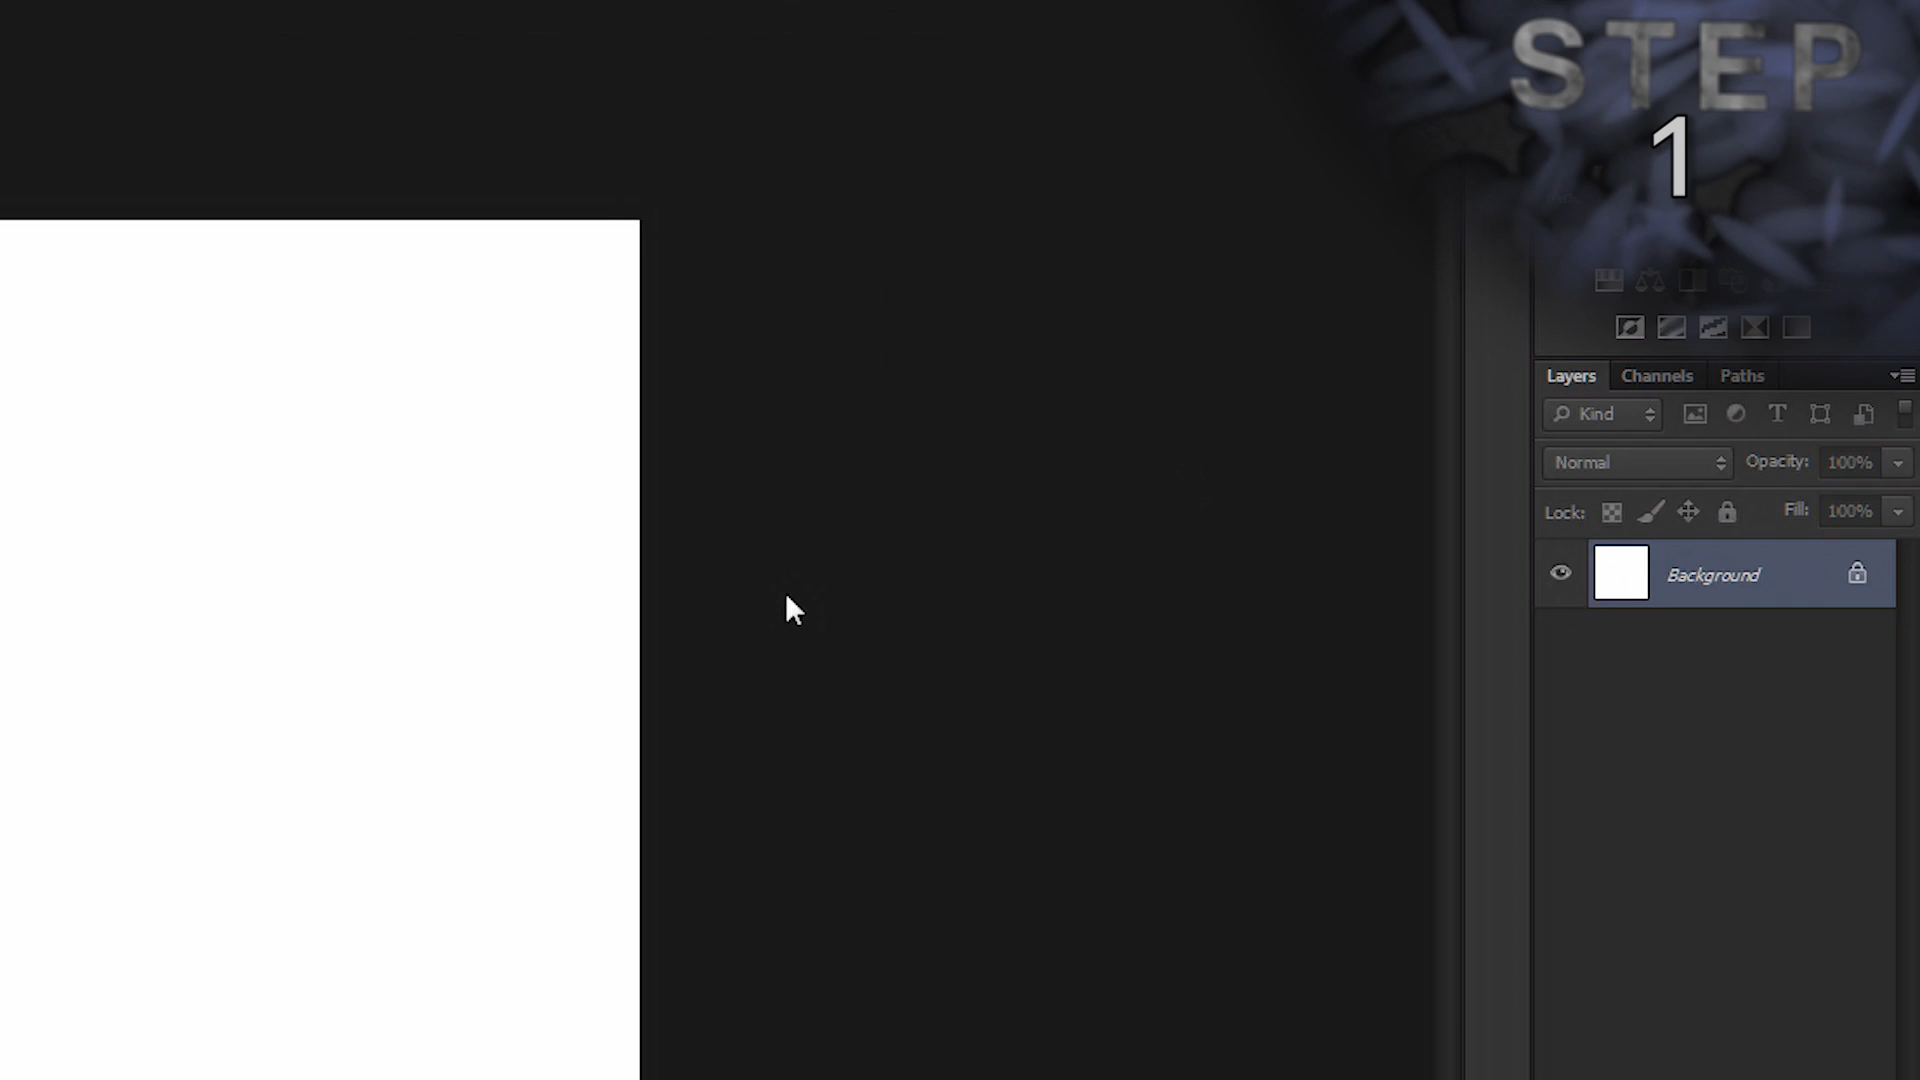 STEP
1
Layers Channels Paths
Kind
Normal Opacity: 100%
Lock: Fill: 100%
Background